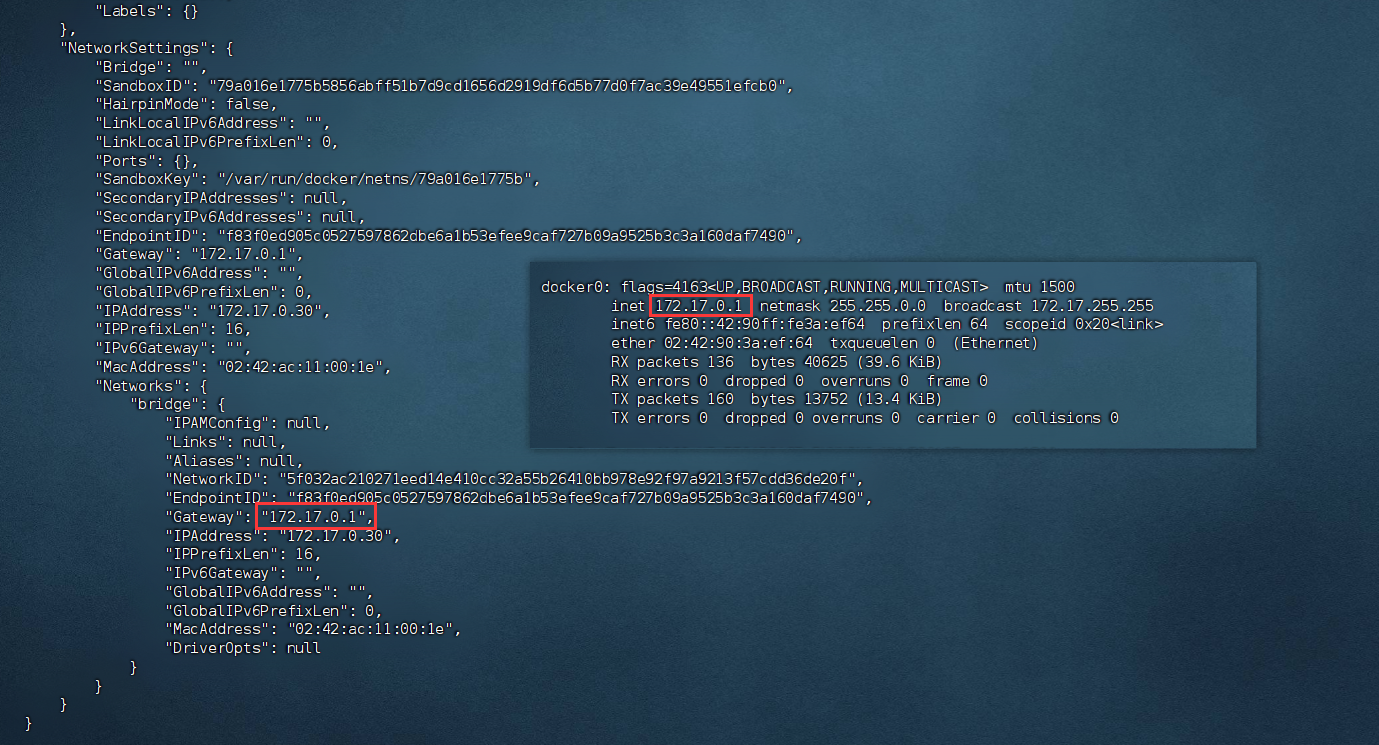 "Labels": {}
},
"NetworkSettings": {
"Bridge": "",
"SandboxID": "79a016e1775b5856abff51b7d9cd1656d2919df6d5b77d0f7ac39e49551efcb0",
"HairpinMode": false,
"LinkLocalIPv6Address": "",
"LinkLocalIPv6PrefixLen": 0,
"Ports": {},
"SandboxKey": "/var/run/docker/netns/79a016e1775b",
"SecondaryIPAddresses": null,
"SecondaryIPv6Addresses": null,
"EndpointID": "f83f0ed905c0527597862dbe6a1b53efee9caf727b09a9525b3c3a160daf7490",
"Gateway": "172.17.0.1",
"GlobalIPv6Address": "",
"GlobalIPv6PrefixLen": 0,
"IPAddress": "172.17.0.30",
"IPPrefixLen": 16,
"IPv6Gateway": "",
"MacAddress": "02:42:ac:11:00:1e",
"Networks": {
"bridge": {
"IPAMConfig": null,
"Links": null,
"Aliases": null,
"NetworkID": "5f032ac210271eed14e410cc32a55b26410bb978e92f97a9213f57cdd36de20f",
"EndpointID": "f83f0ed905c0527597862dbe6a1b53efee9caf727b09a9525b3c3a160daf7490",
"Gateway": "172.17.0.1",
"IPAddress": "172.17.0.30",
"IPPrefixLen": 16,
"IPv6Gateway": "",
"GlobalIPv6Address": "",
"GlobalIPv6PrefixLen": 0,
"MacAddress": "02:42:ac:11:00:1e",
"DriverOpts": null
}
}
}
}
docker0: flags=4163<UP,BROADCAST,RUNNING,MULTICAST>  mtu 1500
inet 172.17.0.1  netmask 255.255.0.0  broadcast 172.17.255.255
inet6 fe80::42:90ff:fe3a:ef64  prefixlen 64  scopeid 0x20<link>
ether 02:42:90:3a:ef:64  txqueuelen 0  (Ethernet)
RX packets 136  bytes 40625 (39.6 KiB)
RX errors 0  dropped 0  overruns 0  frame 0
TX packets 160  bytes 13752 (13.4 KiB)
TX errors 0  dropped 0 overruns 0  carrier 0  collisions 0